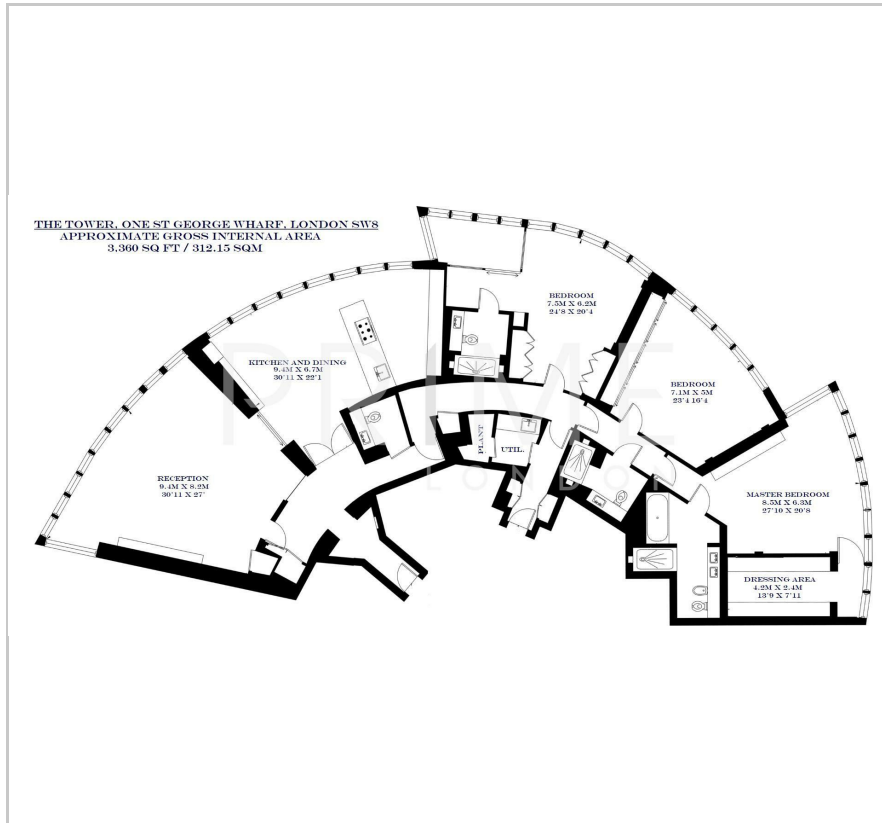 THE TOWER, ONE ST GEORGE WHARF, LONDON SW8
APPROXIMATE GROSS INTERNAL AREA
3,360 SQ FT / 312.15 SQM
BEDROOM
7.5M X 6.2M
24'8 X 20'4
KITCHEN AND DINING
9.4M X 6.7M
30'11 X 22'1
PRIME
LONDON
BEDROOM
7.1M X 5M
23'4 16'4
PLANT
UTIL.
RECEPTION
9.4M X 8.2M
30'11 X 27'
MASTER BEDROOM
8.5M X 6.3M
27'10 X 20'8
DRESSING AREA
4.2M X 2.4M
13'9 X 7'11